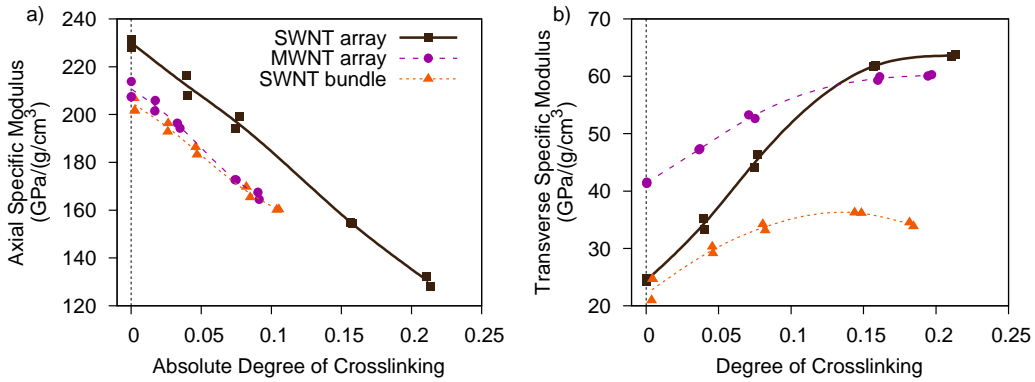 a)
Axial Specific Modulus
(GPa/(g/cm³)
240
220
200
180
160
140
120
0 0.05 0.1 0.15 0.2 0.25
Absolute Degree of Crosslinking
SWNT array
MWNT array
SWNT bundle
b)
Transverse Specific Modulus
(GPa/(g/cm³)
70
60
50
40
30
20
0 0.05 0.1 0.15 0.2 0.25
Degree of Crosslinking